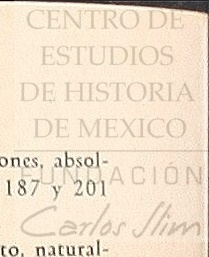 CENTRO DE
ESTUDIOS
DE HISTORIA
DE MEXICO
ones, absol-
FUNDACIÓN
187 y 201
Carlos Slim
to, natural-